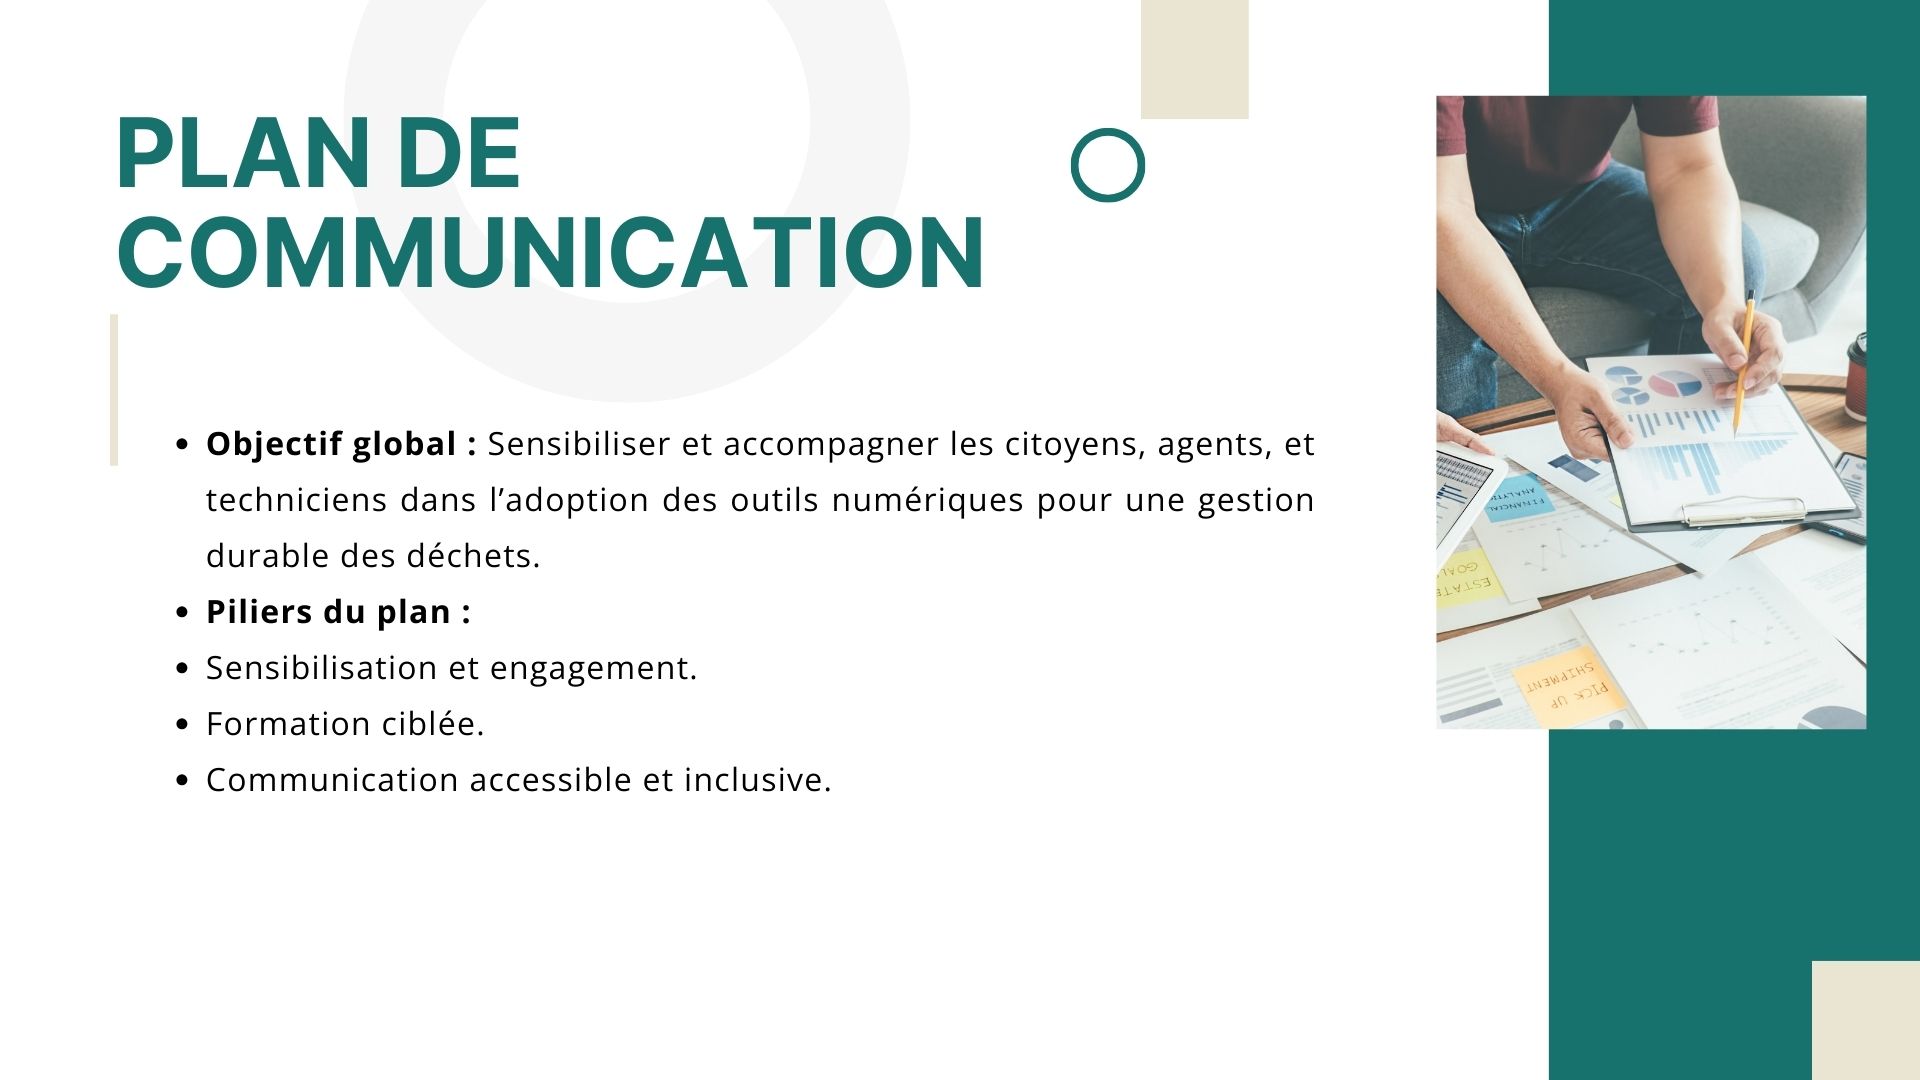 PLAN DE
COMMUNICATION
• Objectif global : Sensibiliser et accompagner les citoyens, agents, et
techniciens dans l’adoption des outils numériques pour une gestion
durable des déchets.
• Piliers du plan :
• Sensibilisation et engagement.
• Formation ciblée.
• Communication accessible et inclusive.
FINANCIAL
ANALYTIC
ESTATE
GOAL
PICK UP
SHIPMENT